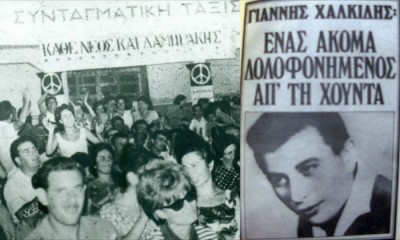 ΣΥΝΤΑΓΜΑΤΙΚΗ ΤΑΞΙΣ
ΚΑΘΕ ΝΕΟΣ ΚΑΙ ΛΑΜΠΡΑΚΗΣ
ΓΙΑΝΝΗΣ ΧΑΛΚΙΔΗΣ:
ΕΝΑΣ ΑΚΟΜΑ
ΔΟΛΟΦΟΝΗΜΕΝΟΣ
ΑΠ' ΤΗ ΧΟΥΝΤΑ